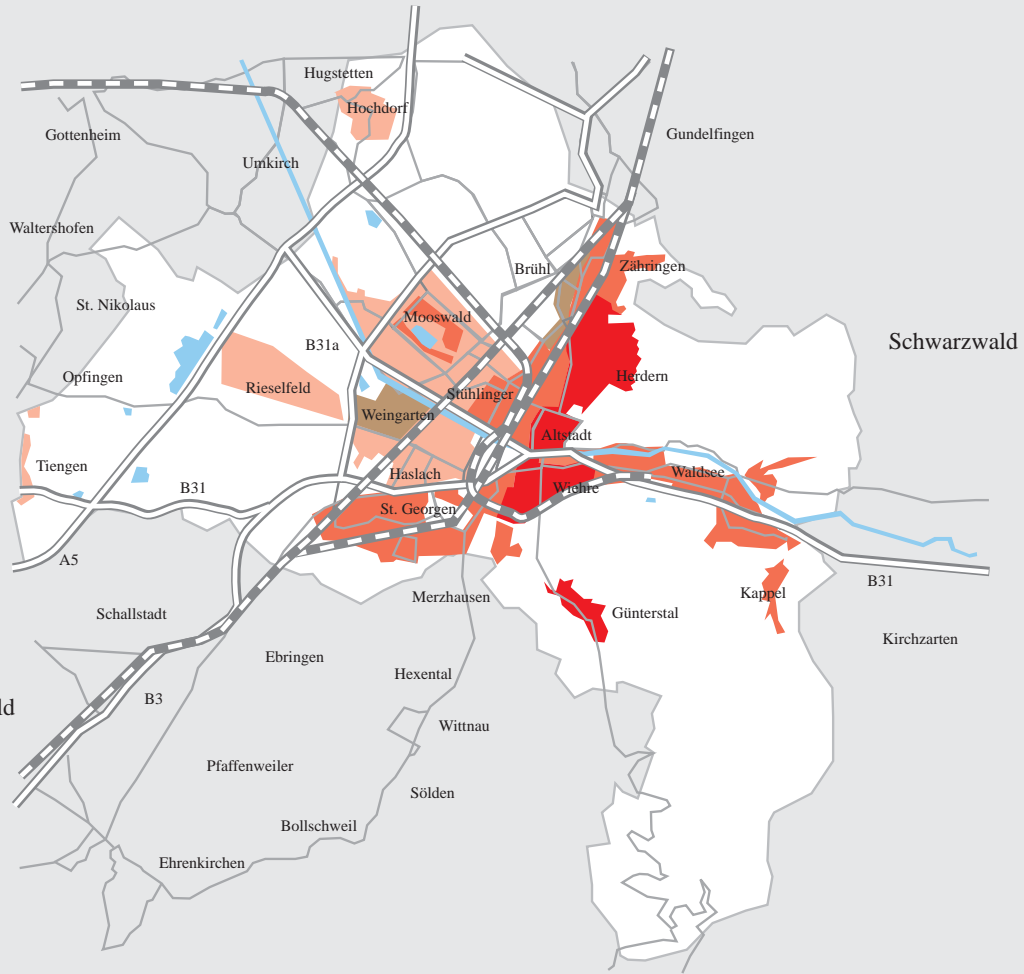 Hugstetten
Hochdorf
Gottenheim
Gundelfingen
Umkirch
Waltershofen
Brühl
Zähringen
St. Nikolaus
Mooswald
B31a
Schwarzwald
Opfingen
Rieselfeld
Stühlinger
Herdern
Weingarten
Altstadt
Tiengen
Haslach
Waldsee
B31
Wiehre
St. Georgen
A5
B31
Merzhausen
Kappel
Schallstadt
Günterstal
Kirchzarten
Ebringen
Hexental
B3
ld
Wittnau
Pfaffenweiler
Sölden
Bollschweil
Ehrenkirchen